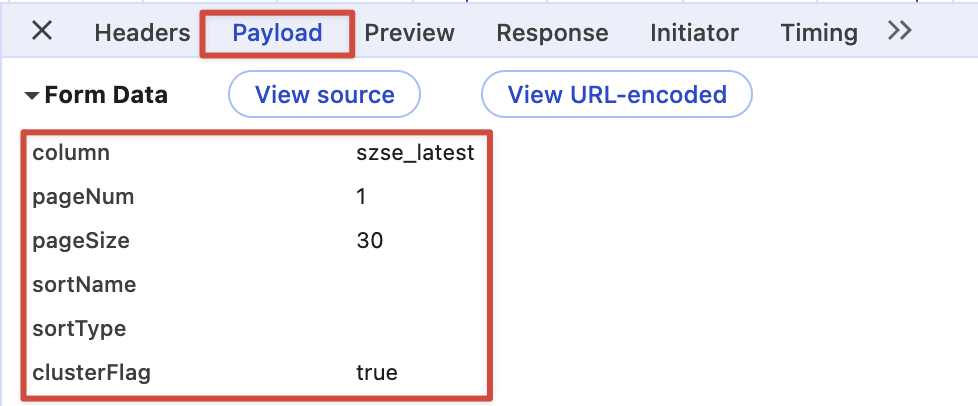 Headers Payload Preview Response Initiator Timing
Form Data View source View URL-encoded
column szse_latest
pageNum 1
pageSize 30
sortName
sortType
clusterFlag true